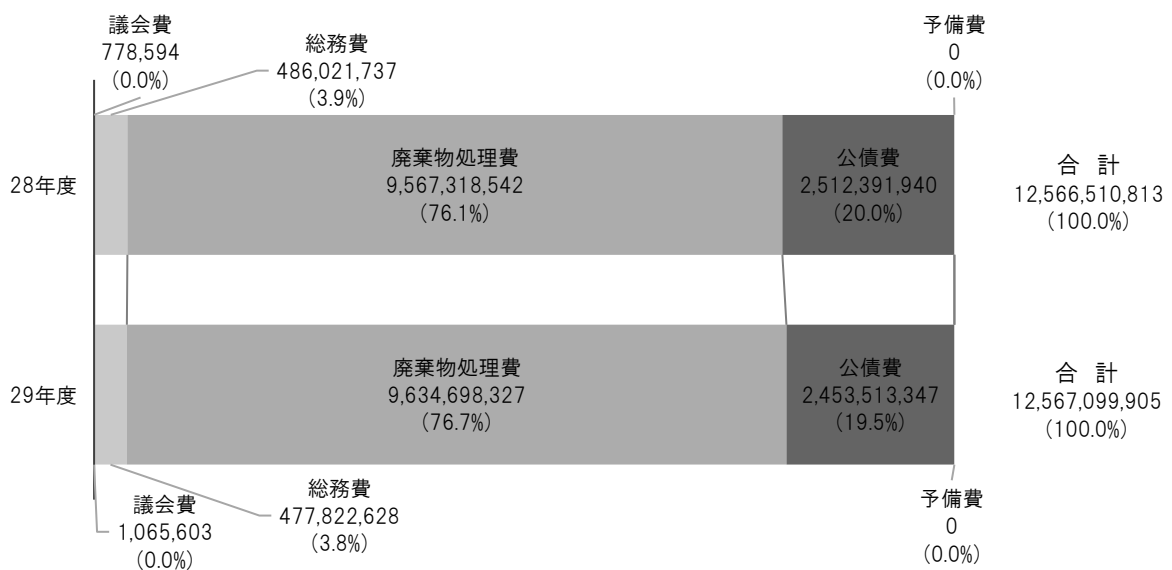 議会費
778,594
(0.0%)
総務費
486,021,737
(3.9%)
予備費
0
(0.0%)
28年度
廃棄物処理費
9,567,318,542
(76.1%)
公債費
2,512,391,940
(20.0%)
合 計
12,566,510,813
(100.0%)
29年度
廃棄物処理費
9,634,698,327
(76.7%)
公債費
2,453,513,347
(19.5%)
合 計
12,567,099,905
(100.0%)
議会費
1,065,603
(0.0%)
総務費
477,822,628
(3.8%)
予備費
0
(0.0%)